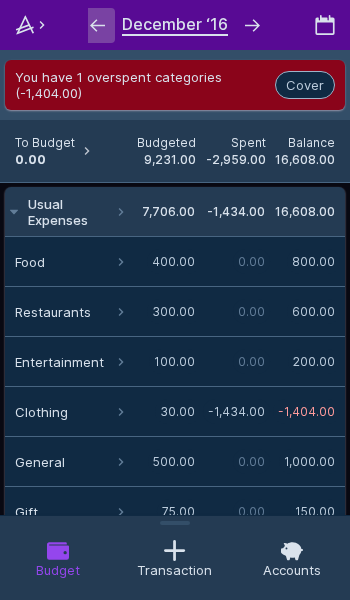 December ‘16
You have 1 overspent categories
(-1,404.00)
Cover
To Budget
0.00
Budgeted
9,231.00
Spent
-2,959.00
Balance
16,608.00
Usual
Expenses
7,706.00 -1,434.00 16,608.00
Food 400.00 0.00 800.00
Restaurants 300.00 0.00 600.00
Entertainment 100.00 0.00 200.00
Clothing 30.00 -1,434.00 -1,404.00
General 500.00 0.00 1,000.00
Gift 75.00 0.00 150.00
Budget Transaction Accounts